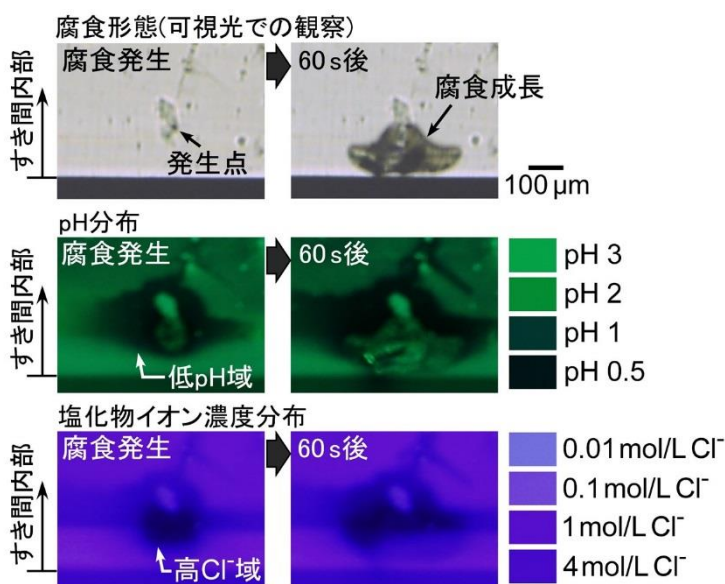 腐食形態(可視光での観察)
腐食発生
60 s後
すき間内部
発生点
腐食成長
100 μm
pH分布
腐食発生
60 s後
すき間内部
低pH域
pH 3
pH 2
pH 1
pH 0.5
塩化物イオン濃度分布
腐食発生
60 s後
すき間内部
高Cl⁻域
0.01 mol/L Cl⁻
0.1 mol/L Cl⁻
1 mol/L Cl⁻
4 mol/L Cl⁻